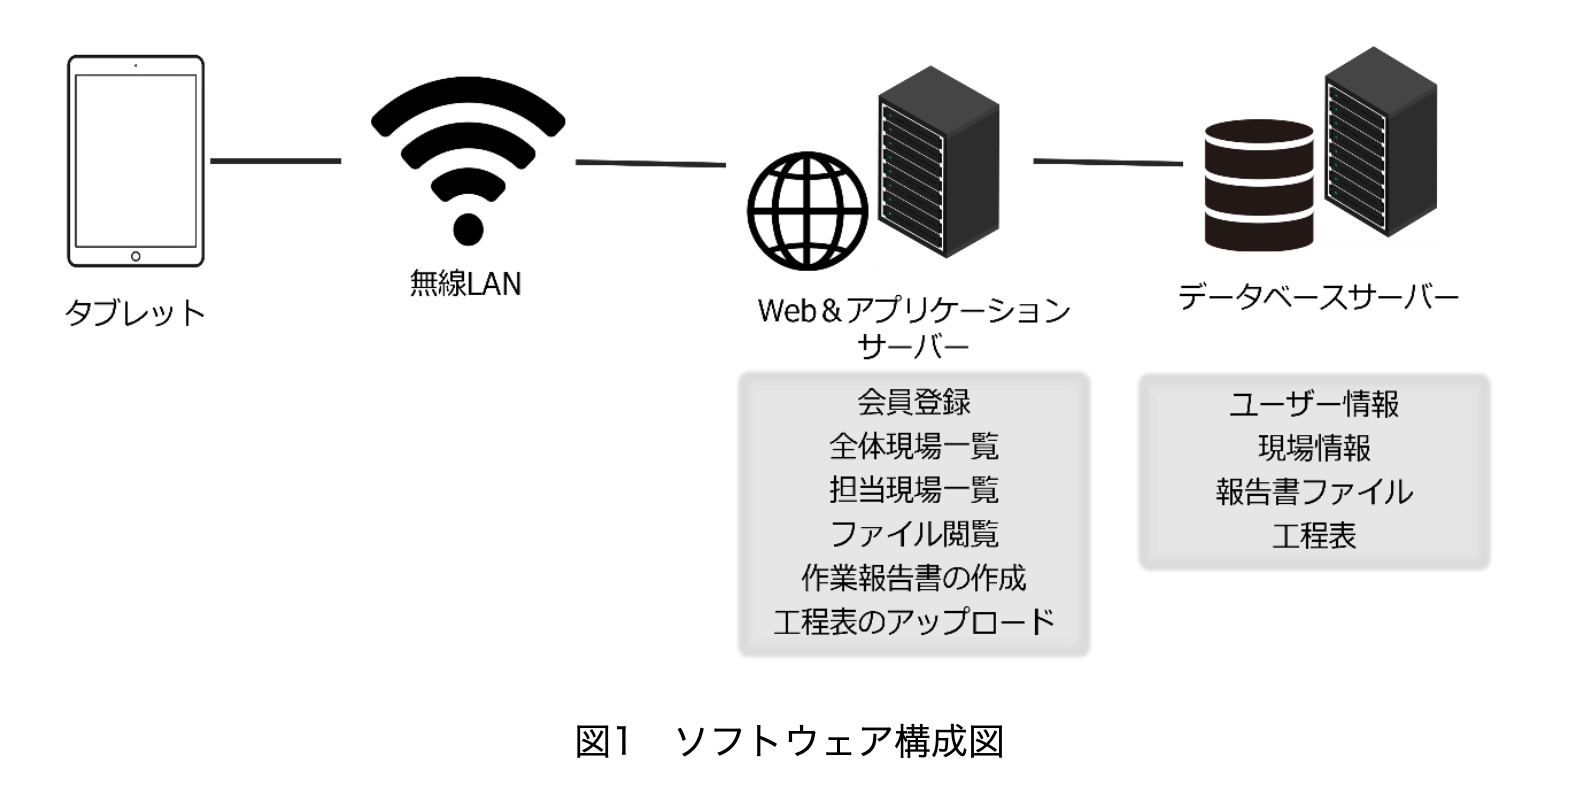 タブレット
無線LAN
Web＆アプリケーション
サーバー
データベースサーバー
会員登録
全体現場一覧
担当現場一覧
ファイル閲覧
作業報告書の作成
工程表のアップロード
ユーザー情報
現場情報
報告書ファイル
工程表
図1　ソフトウェア構成図